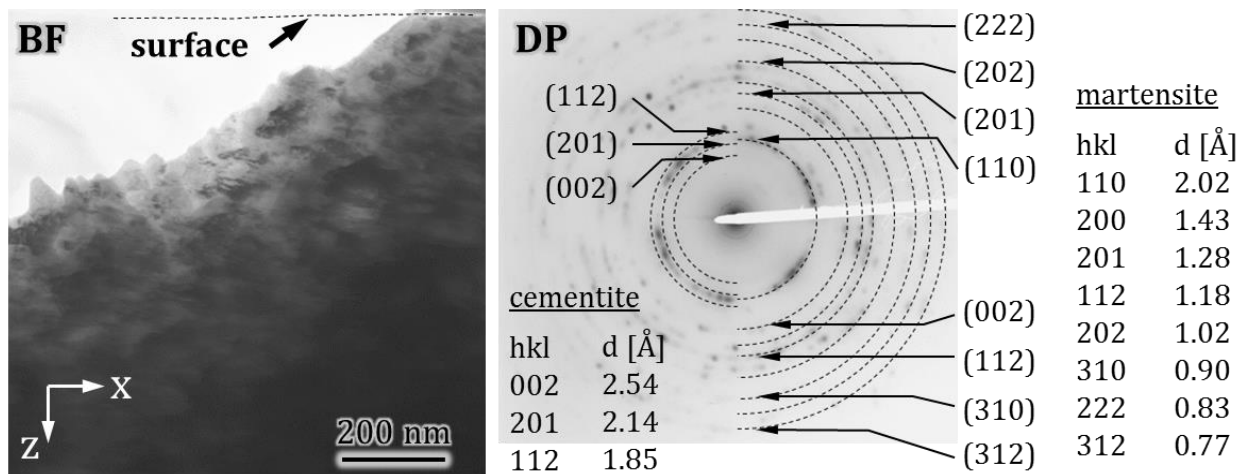 BF
surface
X
Z
200 nm
DP
(112)
(201)
(002)
(222)
(202)
(201)
(110)
(002)
(112)
(310)
(312)
cementite
hkl d [Å]
002 2.54
201 2.14
112 1.85
martensite
hkl d [Å]
110 2.02
200 1.43
201 1.28
112 1.18
202 1.02
310 0.90
222 0.83
312 0.77